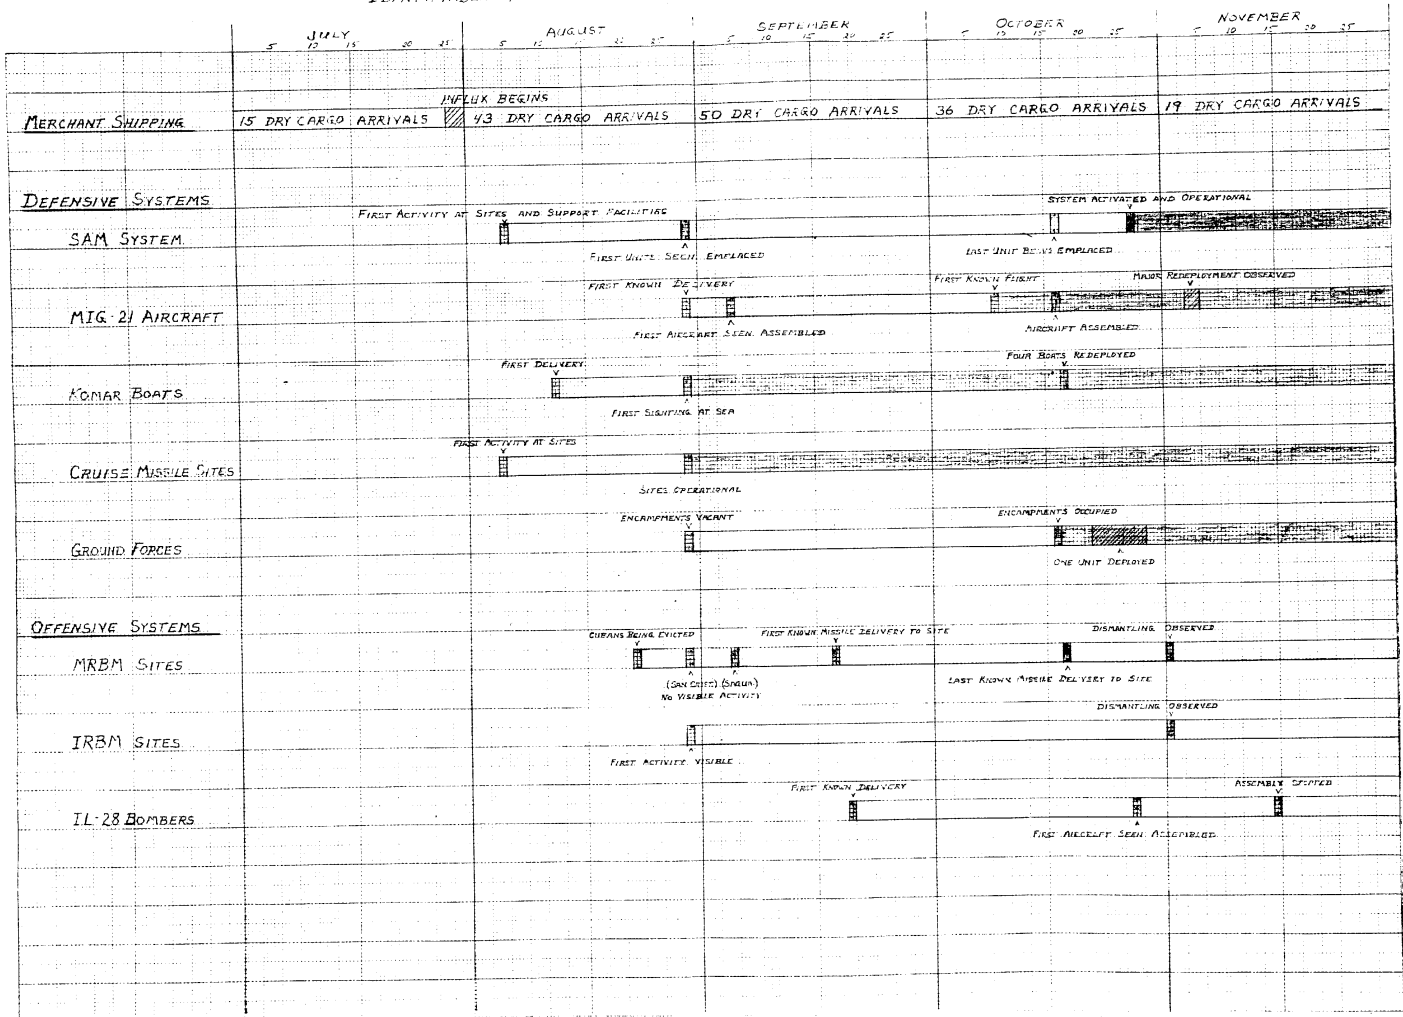 JULY AUGUST SEPTEMBER OCTOBER NOVEMBER
5 10 15 20 25 5 10 15 20 25 5 10 15 20 25 5 10 15 20 25 5 10 15 20 25
INFLUX BEGINS
MERCHANT SHIPPING 15 DRY CARGO ARRIVALS 43 DRY CARGO ARRIVALS 50 DRY CARGO ARRIVALS 36 DRY CARGO ARRIVALS 19 DRY CARGO ARRIVALS
DEFENSIVE SYSTEMS
SYSTEM ACTIVATED AND OPERATIONAL
FIRST ACTIVITY AT SITES AND SUPPORT FACILITIES
SAM SYSTEM
FIRST UNITS SEEN EMPLACED LAST UNIT BEING EMPLACED
FIRST KNOWN DELIVERY FIRST KNOWN FLIGHT MAJOR REDEPLOYMENT OBSERVED
MIG-21 AIRCRAFT
FIRST AIRCRAFT SEEN ASSEMBLED AIRCRAFT ASSEMBLED
FIRST DELIVERY FOUR BOATS REDEPLOYED
KOMAR BOATS
FIRST SIGHTING AT SEA
FIRST ACTIVITY AT SITES
CRUISE MISSILE SITES
SITES OPERATIONAL
ENCAMPMENTS VACANT ENCAMPMENTS OCCUPIED
GROUND FORCES
ONE UNIT DEPLOYED
OFFENSIVE SYSTEMS
CUBANS BEING EVICTED FIRST KNOWN MISSILE DELIVERY TO SITE DISMANTLING OBSERVED
MRBM SITES
(SAN CRIST.) (SAGUA) LAST KNOWN MISSILE DELIVERY TO SITE
NO VISIBLE ACTIVITY
DISMANTLING OBSERVED
IRBM SITES
FIRST ACTIVITY VISIBLE
FIRST KNOWN DELIVERY ASSEMBLY STOPPED
IL-28 BOMBERS
FIRST AIRCRAFT SEEN ASSEMBLED